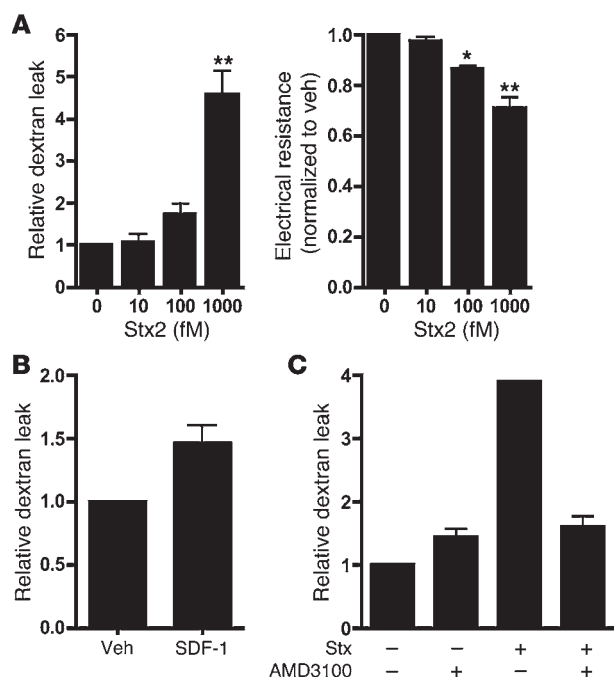 A
Relative dextran leak
6
5
4
3
2
1
0
**
0 10 100 1000
Stx2 (fM)
Electrical resistance
(normalized to veh)
1.0
0.8
0.6
0.4
0.2
0.0
*
**
0 10 100 1000
Stx2 (fM)
B
Relative dextran leak
2.0
1.5
1.0
0.5
0.0
Veh SDF-1
C
Relative dextran leak
4
3
2
1
0
Stx – – + +
AMD3100 – + – +